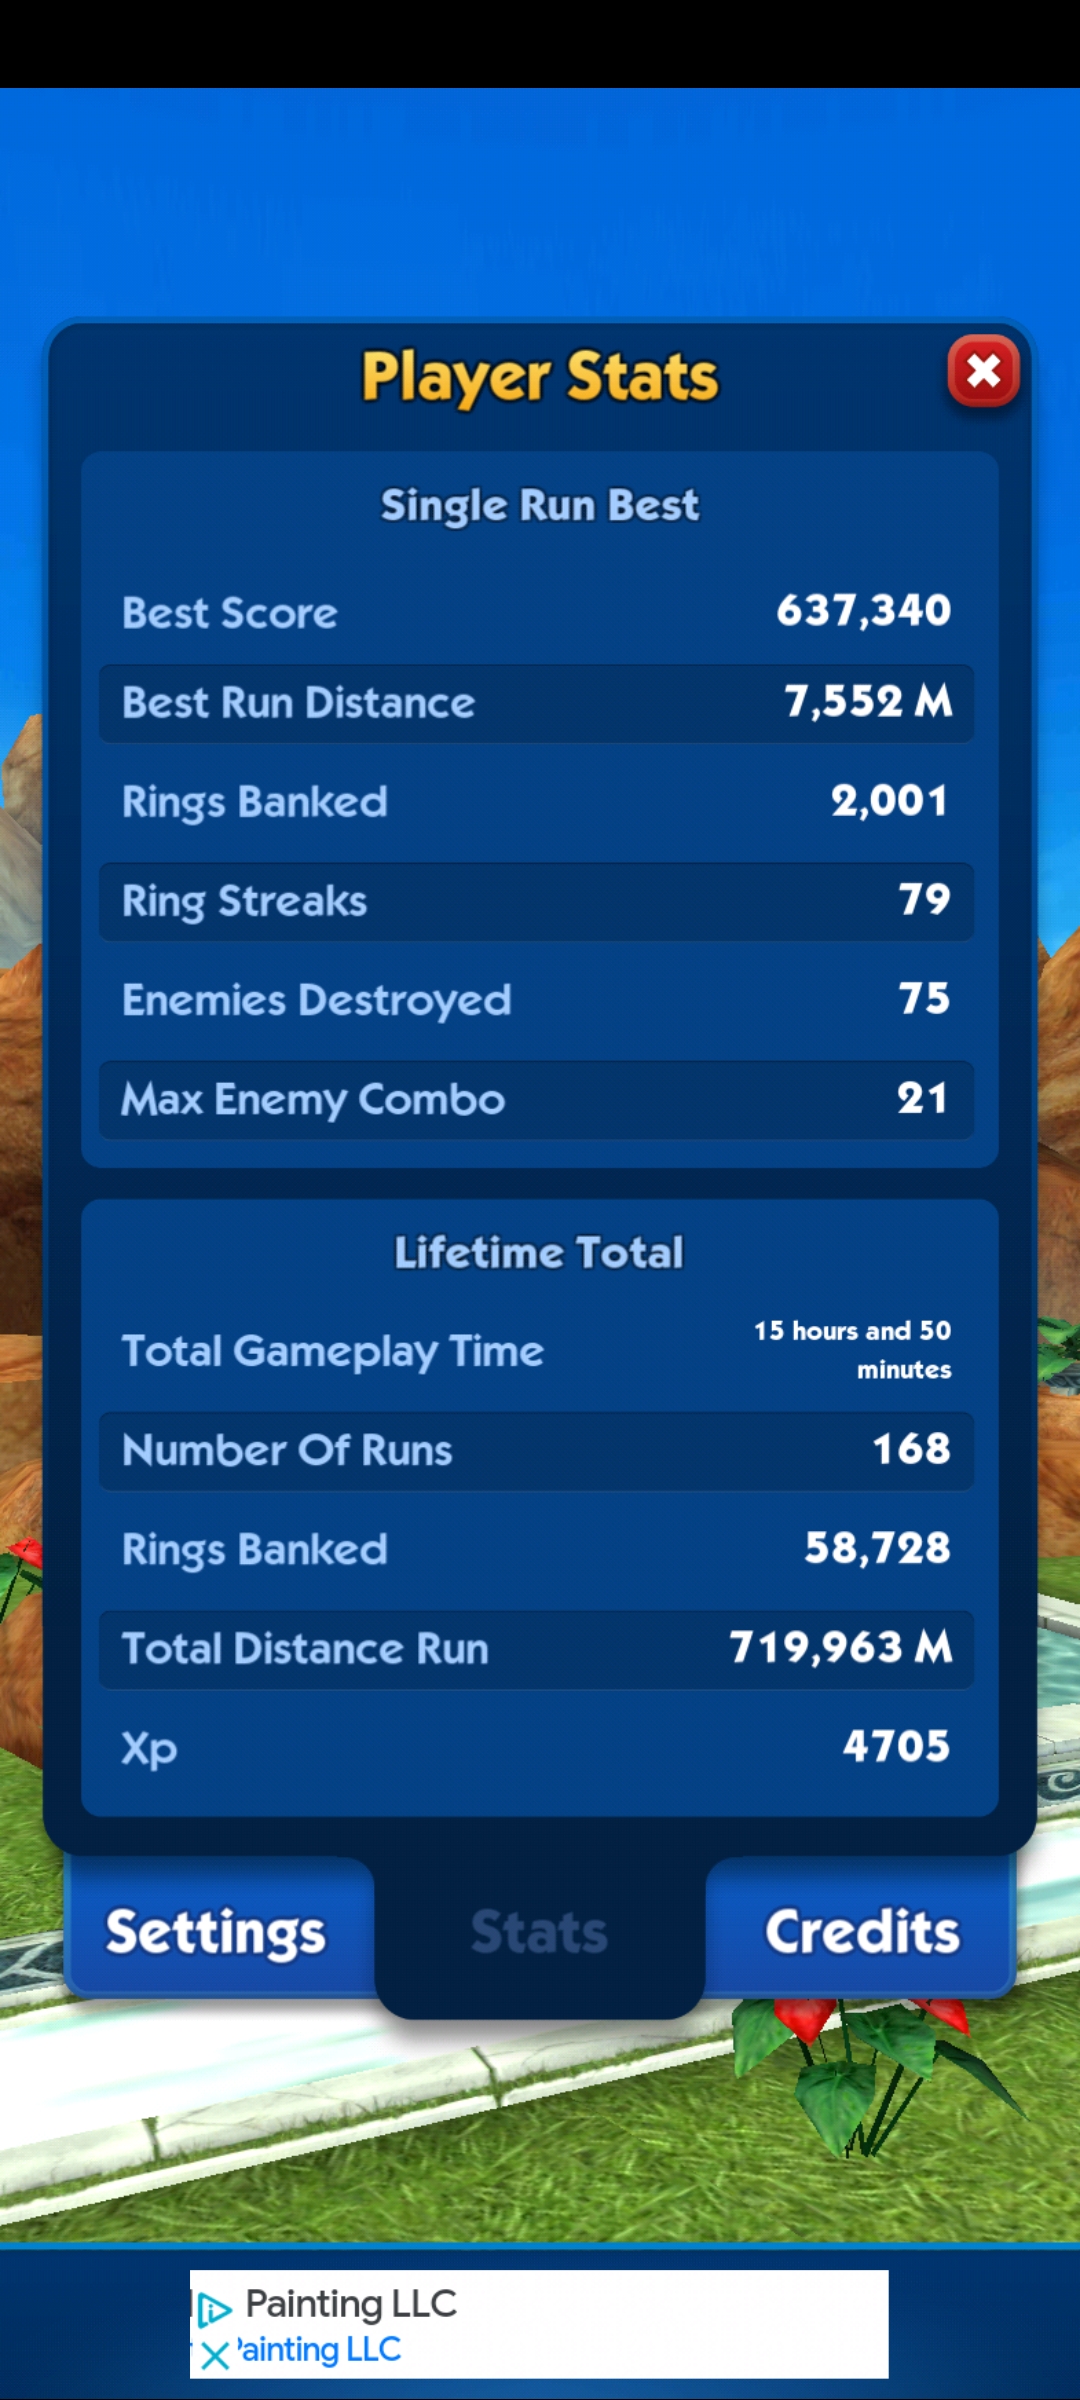 Player Stats
Single Run Best
Best Score 637,340
Best Run Distance 7,552 M
Rings Banked 2,001
Ring Streaks 79
Enemies Destroyed 75
Max Enemy Combo 21
Lifetime Total
Total Gameplay Time 15 hours and 50
minutes
Number Of Runs 168
Rings Banked 58,728
Total Distance Run 719,963 M
Xp 4705
Settings Stats Credits
Painting LLC
Painting LLC